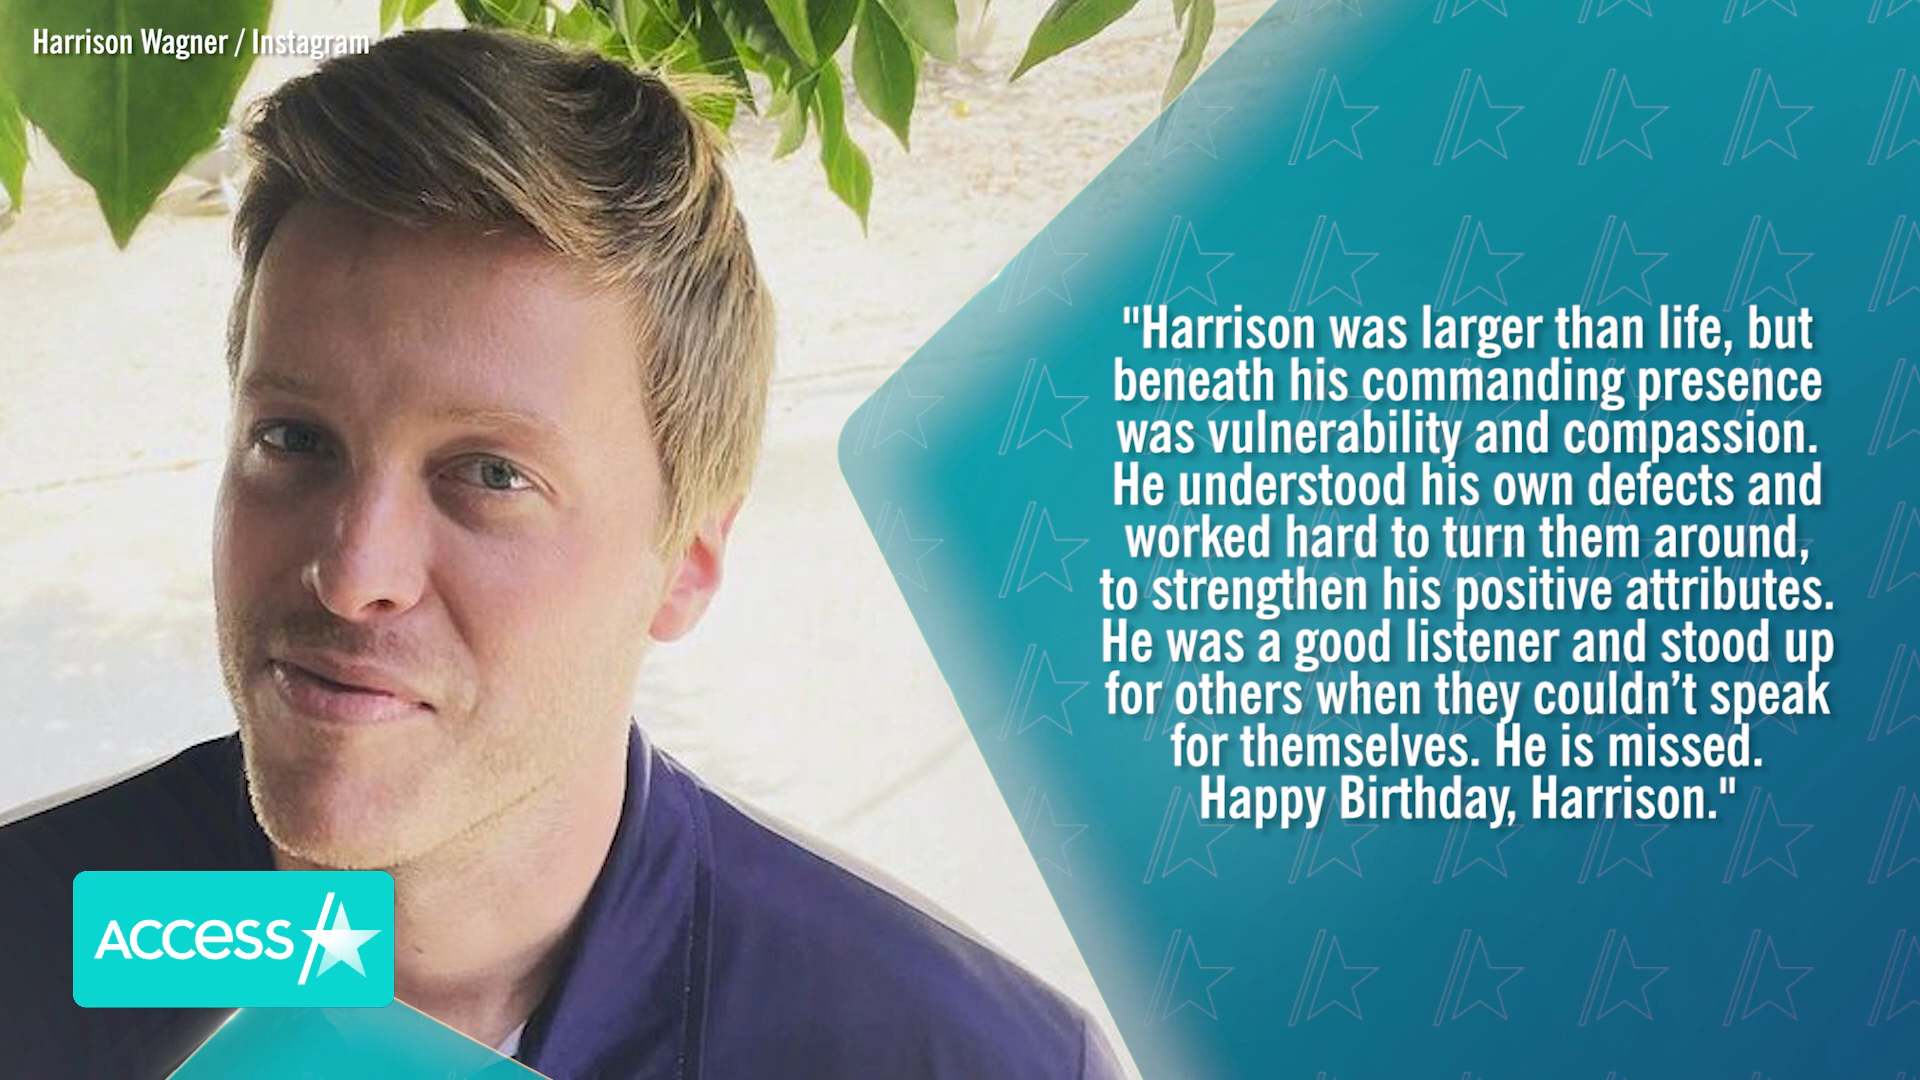 Harrison Wagner / Instagram
"Harrison was larger than life, but
beneath his commanding presence
was vulnerability and compassion.
He understood his own defects and
worked hard to turn them around,
to strengthen his positive attributes.
He was a good listener and stood up
for others when they couldn’t speak
for themselves. He is missed.
Happy Birthday, Harrison."
ACCESS